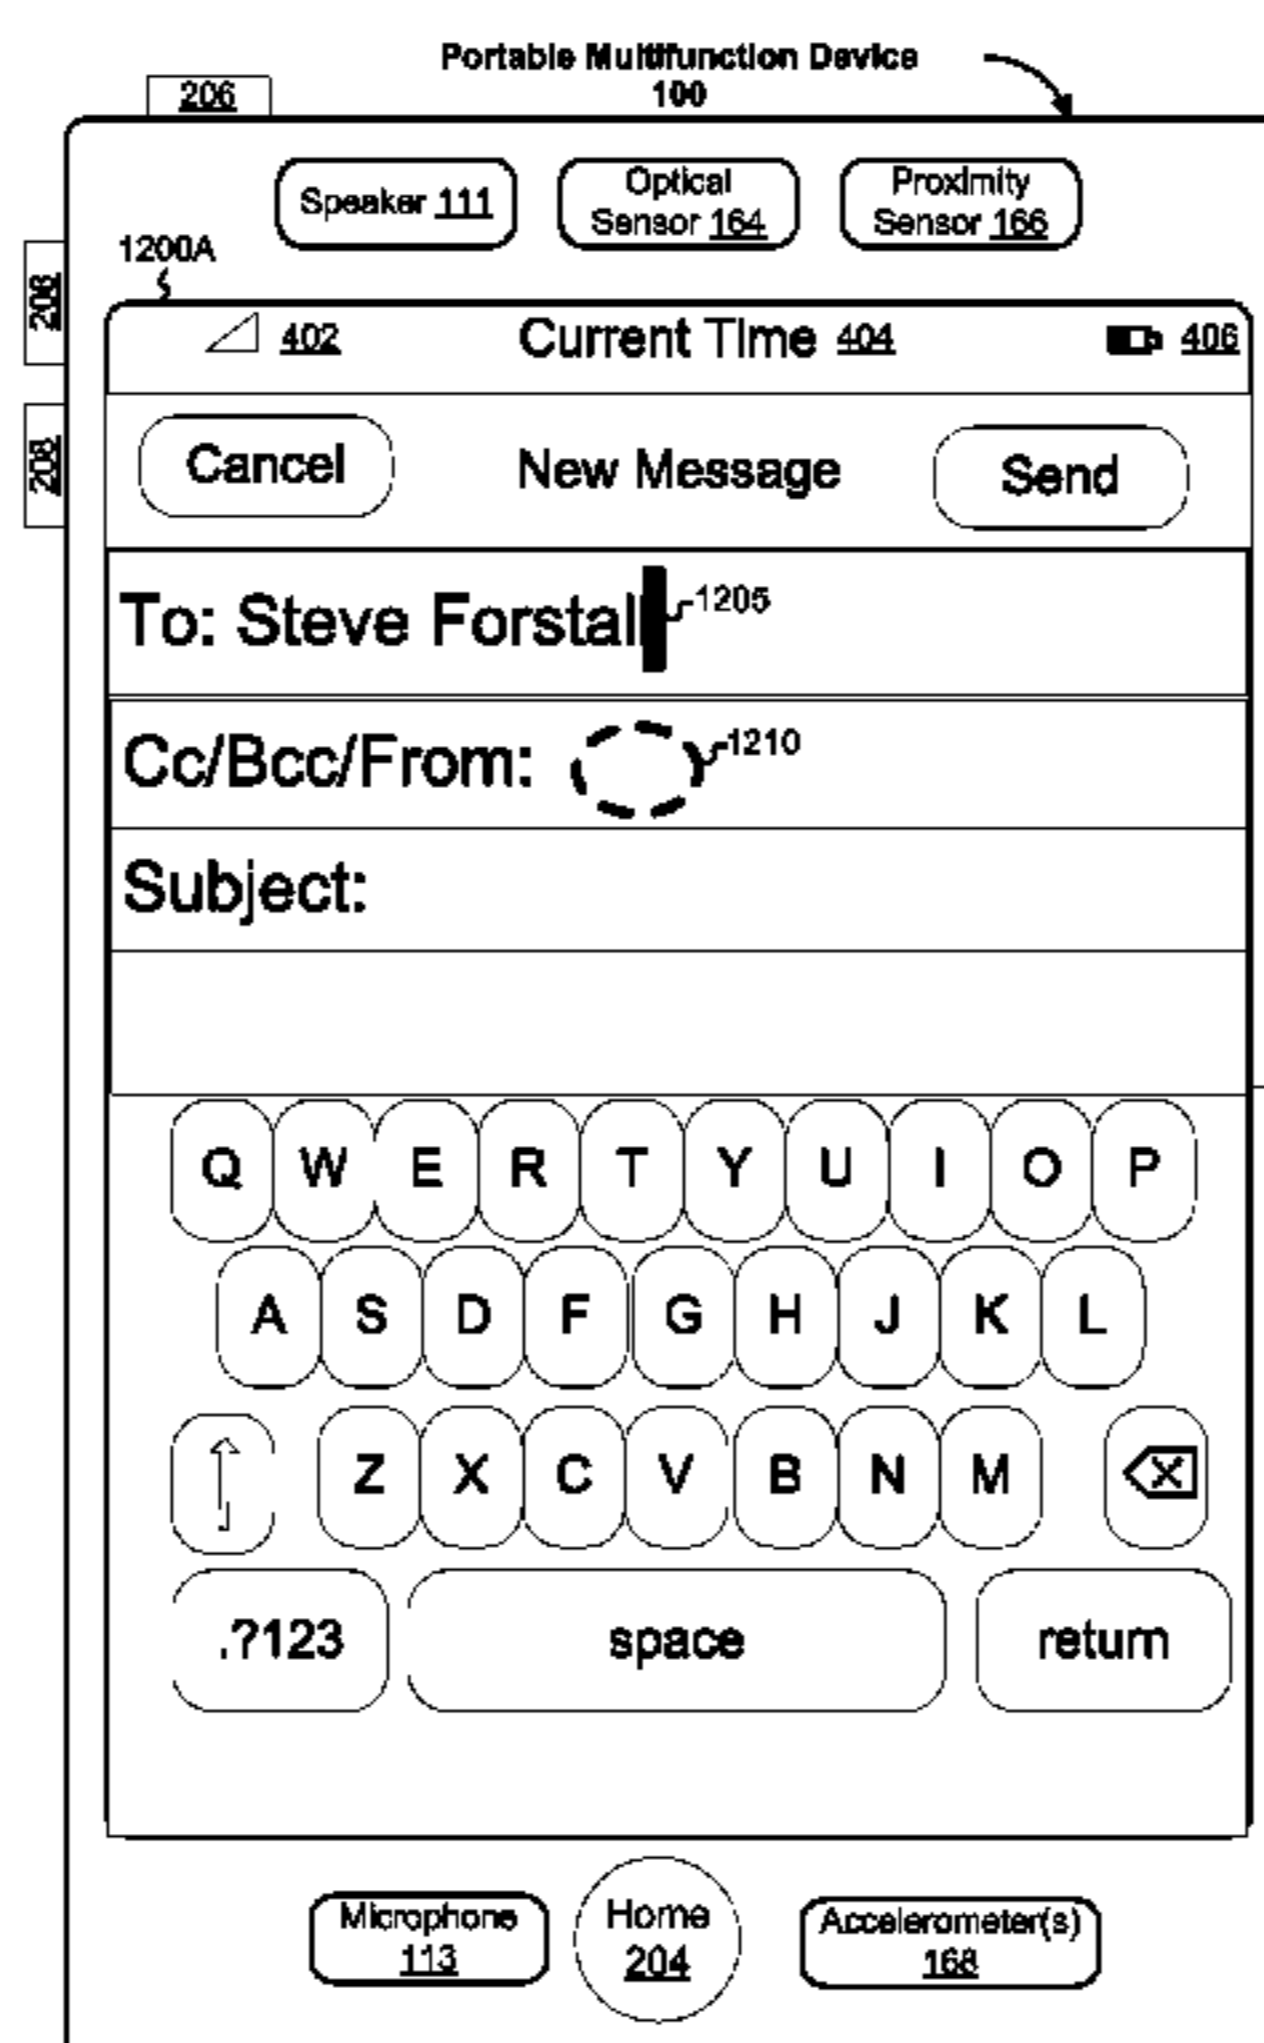 Portable Multifunction Device
100
206
Speaker 111
Optical
Sensor 164
Proximity
Sensor 166
1200A
208
402
Current Time 404
406
208
Cancel
New Message
Send
To: Steve Forstall
1205
Cc/Bcc/From:
1210
Subject:
Q W E R T Y U I O P
A S D F G H J K L
Z X C V B N M
.?123
space
return
Microphone
113
Home
204
Accelerometer(s)
168